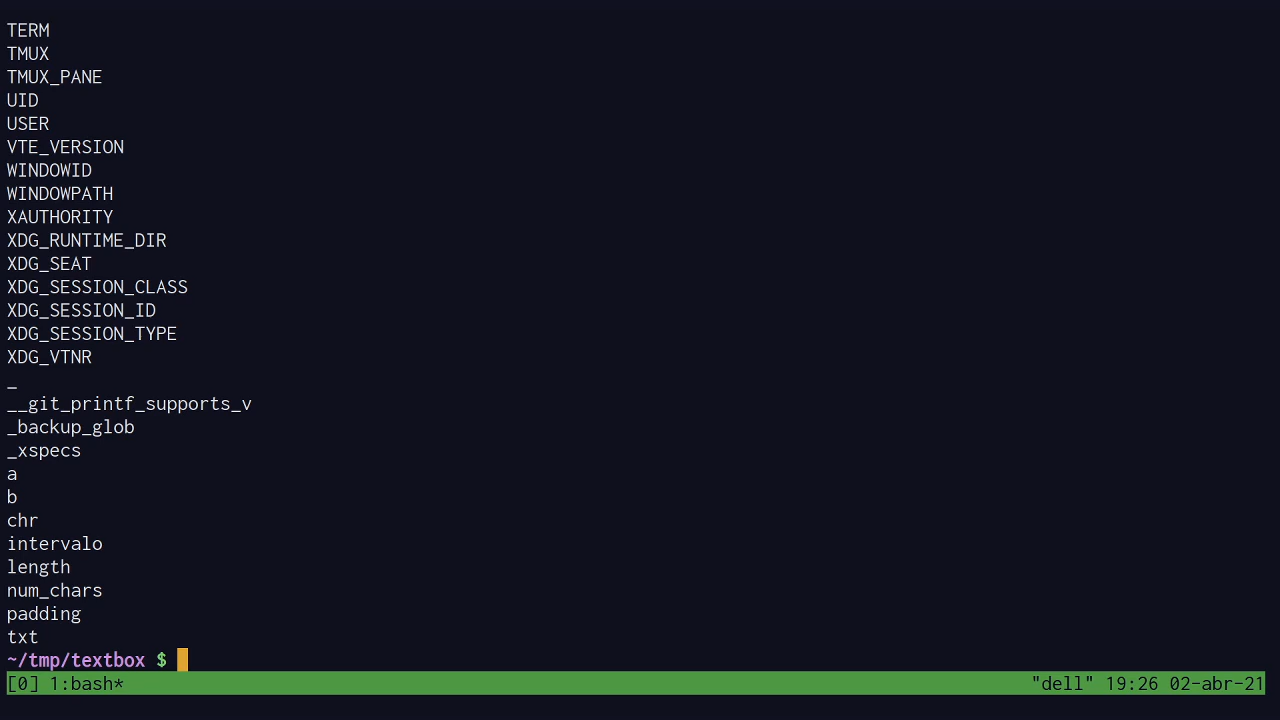 TERM
TMUX
TMUX_PANE
UID
USER
VTE_VERSION
WINDOWID
WINDOWPATH
XAUTHORITY
XDG_RUNTIME_DIR
XDG_SEAT
XDG_SESSION_CLASS
XDG_SESSION_ID
XDG_SESSION_TYPE
XDG_VTNR
_
__git_printf_supports_v
_backup_glob
_xspecs
a
b
chr
intervalo
length
num_chars
padding
txt
~/tmp/textbox $
[0] 1:bash* "dell" 19:26 02-abr-21